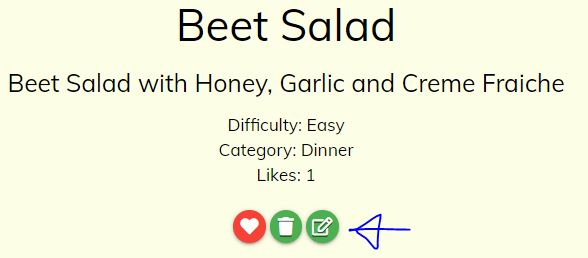 Beet Salad
Beet Salad with Honey, Garlic and Creme Fraiche
Difficulty: Easy
Category: Dinner
Likes: 1